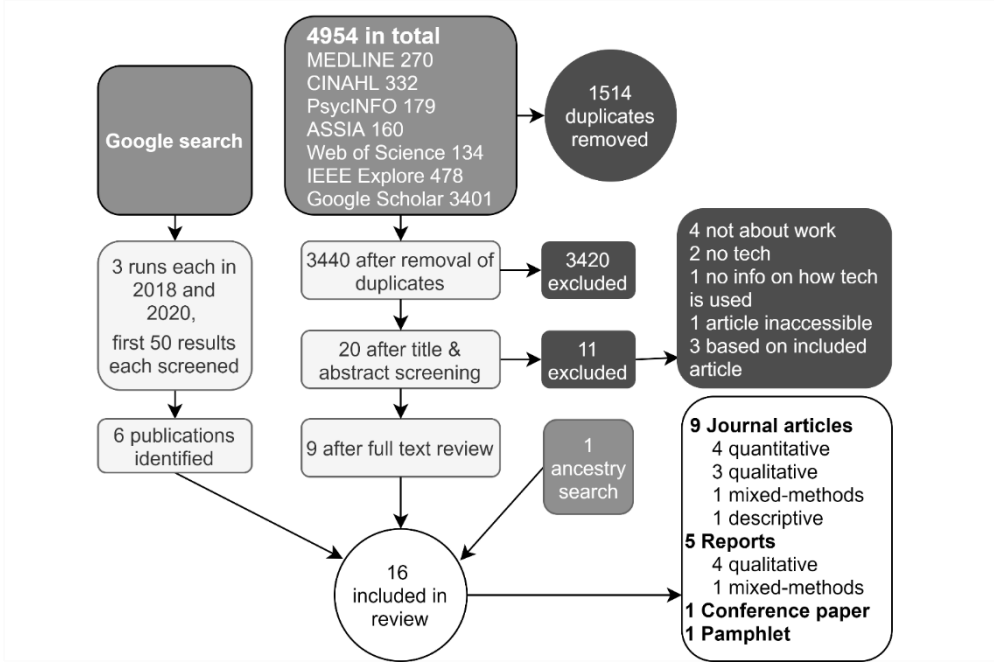 Google search
3 runs each in
2018 and
2020,
first 50 results
each screened
6 publications
identified
4954 in total
MEDLINE 270
CINAHL 332
PsycINFO 179
ASSIA 160
Web of Science 134
IEEE Explore 478
Google Scholar 3401
1514
duplicates
removed
3440 after removal of
duplicates
3420
excluded
20 after title &
abstract screening
11
excluded
4 not about work
2 no tech
1 no info on how tech
is used
1 article inaccessible
3 based on included
article
9 after full text review
1
ancestry
search
16
included in
review
9 Journal articles
4 quantitative
3 qualitative
1 mixed-methods
1 descriptive
5 Reports
4 qualitative
1 mixed-methods
1 Conference paper
1 Pamphlet